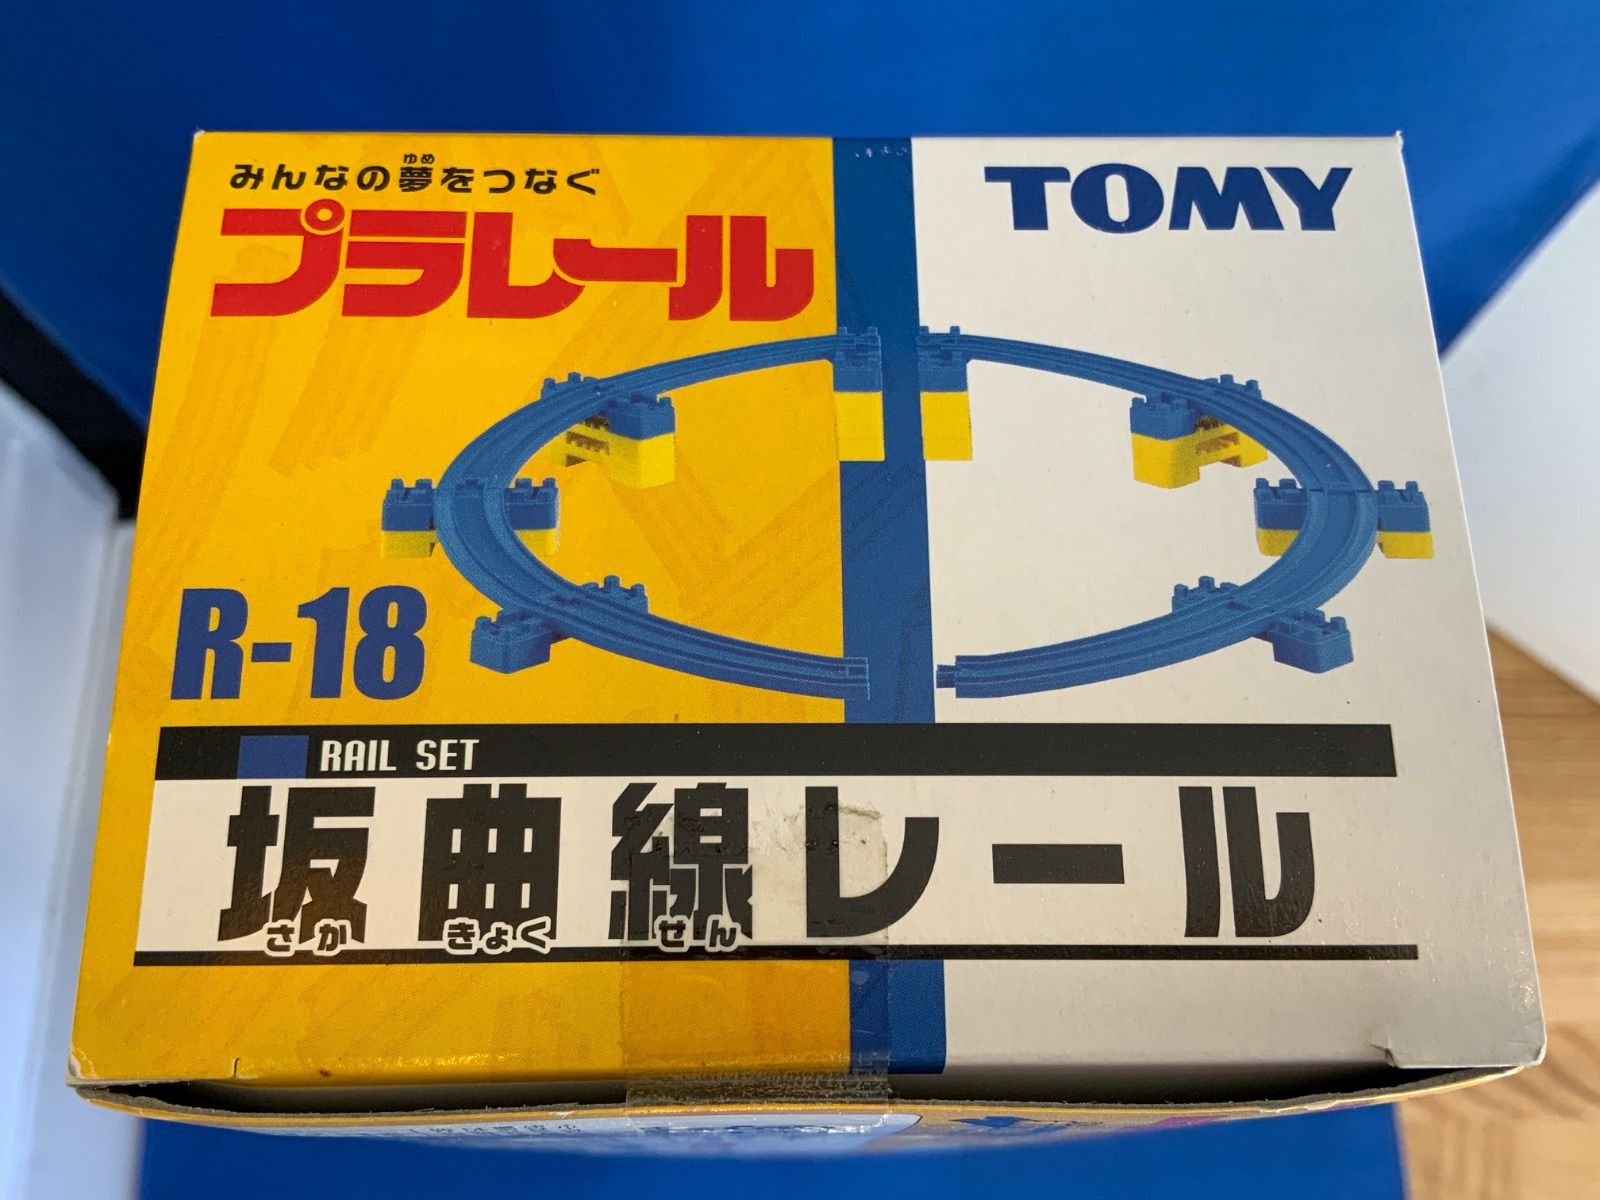 みんなの夢をつなぐ
ゆめ
プラレール
TOMY
R-18
RAIL SET
坂曲線レール
さか きょく せん